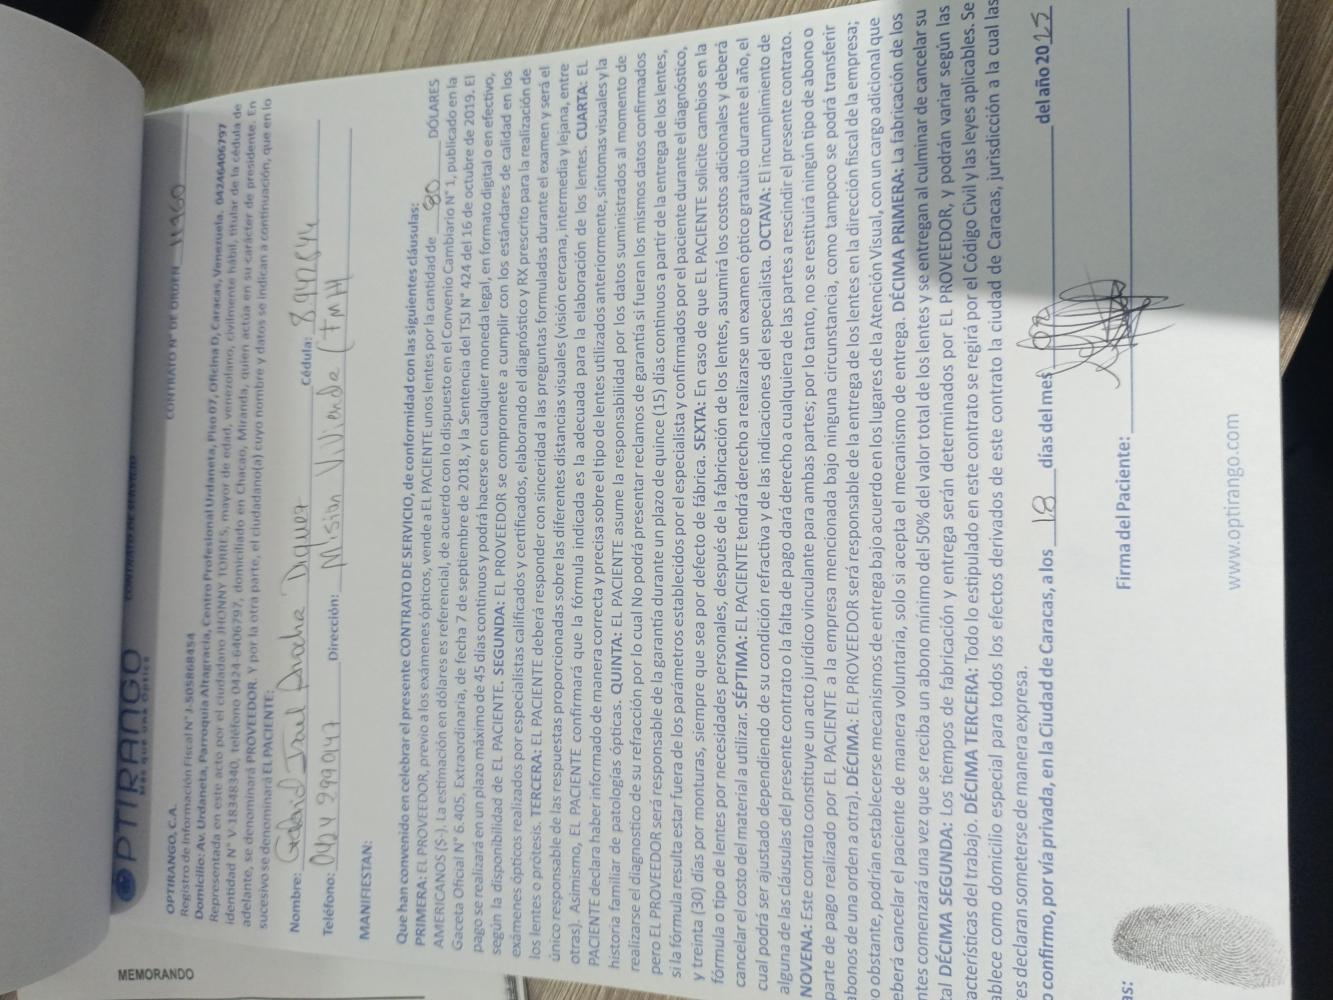 OPTIRANGO
Más que una Óptica
CONTRATO DE SERVICIO
CONTRATO N° DE ORDEN 11460
OPTIRANGO, C.A.
Registro de Información Fiscal N° J-505868454
Domicilio: Av. Urdaneta, Parroquia Altagracia, Centro Profesional Urdaneta, Piso 07, Oficina D, Caracas, Venezuela. 04246406797
Representada en este acto por el ciudadano JHONNY TORRES, mayor de edad, venezolano, civilmente hábil, titular de la cédula de
identidad N° V-18348340, teléfono 0424-6406797, domiciliado en Chacao, Miranda, quien actúa en su carácter de presidente. En
adelante, se denominará PROVEEDOR. Y por la otra parte, el ciudadano(a) cuyo nombre y datos se indican a continuación, que en lo
sucesivo se denominará EL PACIENTE:
Nombre: Cédula:
Teléfono: 0424 2990147 Dirección: Misión Vivienda
MANIFIESTAN:
Que han convenido en celebrar el presente CONTRATO DE SERVICIO, de conformidad con las siguientes cláusulas:
PRIMERA: EL PROVEEDOR, previo a los exámenes ópticos, vende a EL PACIENTE unos lentes por la cantidad de 80 DÓLARES
AMERICANOS ($-). La estimación en dólares es referencial, de acuerdo con lo dispuesto en el Convenio Cambiario N° 1, publicado en la
Gaceta Oficial N° 6.405, Extraordinaria, de fecha 7 de septiembre de 2018, y la Sentencia del TSJ N° 424 del 16 de octubre de 2019. El
pago se realizará en un plazo máximo de 45 días continuos y podrá hacerse en cualquier moneda legal, en formato digital o en efectivo,
según la disponibilidad de EL PACIENTE. SEGUNDA: EL PROVEEDOR se compromete a cumplir con los estándares de calidad en los
exámenes ópticos realizados por especialistas calificados y certificados, elaborando el diagnóstico y RX prescrito para la realización de
los lentes o prótesis. TERCERA: EL PACIENTE deberá responder con sinceridad a las preguntas formuladas durante el examen y será el
único responsable de las respuestas proporcionadas sobre las diferentes distancias visuales (visión cercana, intermedia y lejana, entre
otras). Asimismo, EL PACIENTE confirmará que la fórmula indicada es la adecuada para la elaboración de los lentes. CUARTA: EL
PACIENTE declara haber informado de manera correcta y precisa sobre el tipo de lentes utilizados anteriormente, síntomas visuales y la
historia familiar de patologías ópticas. QUINTA: EL PACIENTE asume la responsabilidad por los datos suministrados al momento de
realizarse el diagnostico de su refracción por lo cual No podrá presentar reclamos de garantía si fueran los mismos datos confirmados
pero EL PROVEEDOR será responsable de la garantía durante un plazo de quince (15) días continuos a partir de la entrega de los lentes,
si la fórmula resulta estar fuera de los parámetros establecidos por el especialista y confirmados por el paciente durante el diagnóstico,
y treinta (30) días por monturas, siempre que sea por defecto de fábrica. SEXTA: En caso de que EL PACIENTE solicite cambios en la
fórmula o tipo de lentes por necesidades personales, después de la fabricación de los lentes, asumirá los costos adicionales y deberá
cancelar el costo del material a utilizar. SÉPTIMA: EL PACIENTE tendrá derecho a realizarse un examen óptico gratuito durante el año, el
cual podrá ser ajustado dependiendo de su condición refractiva y de las indicaciones del especialista. OCTAVA: El incumplimiento de
alguna de las cláusulas del presente contrato o la falta de pago dará derecho a cualquiera de las partes a rescindir el presente contrato.
NOVENA: Este contrato constituye un acto jurídico vinculante para ambas partes; por lo tanto, no se restituirá ningún tipo de abono o
parte de pago realizado por EL PACIENTE a la empresa mencionada bajo ninguna circunstancia, como tampoco se podrá transferir
abonos de una orden a otra). DÉCIMA: EL PROVEEDOR será responsable de la entrega de los lentes en la dirección fiscal de la empresa;
o obstante, podrían establecerse mecanismos de entrega bajo acuerdo en los lugares de la Atención Visual, con un cargo adicional que
eberá cancelar el paciente de manera voluntaria, solo si acepta el mecanismo de entrega. DÉCIMA PRIMERA: La fabricación de los
ntes comenzará una vez que se reciba un abono mínimo del 50% del valor total de los lentes y se entregan al culminar de cancelar su
tal DÉCIMA SEGUNDA: Los tiempos de fabricación y entrega serán determinados por EL PROVEEDOR, y podrán variar según las
acterísticas del trabajo. DÉCIMA TERCERA: Todo lo estipulado en este contrato se regirá por el Código Civil y las leyes aplicables. Se
ablece como domicilio especial para todos los efectos derivados de este contrato la ciudad de Caracas, jurisdicción a la cual las
es declaran someterse de manera expresa.
o confirmo, por vía privada, en la Ciudad de Caracas, a los 18 días del mes del año 2025
Firma del Paciente:
as:
www.optirango.com
MEMORANDO